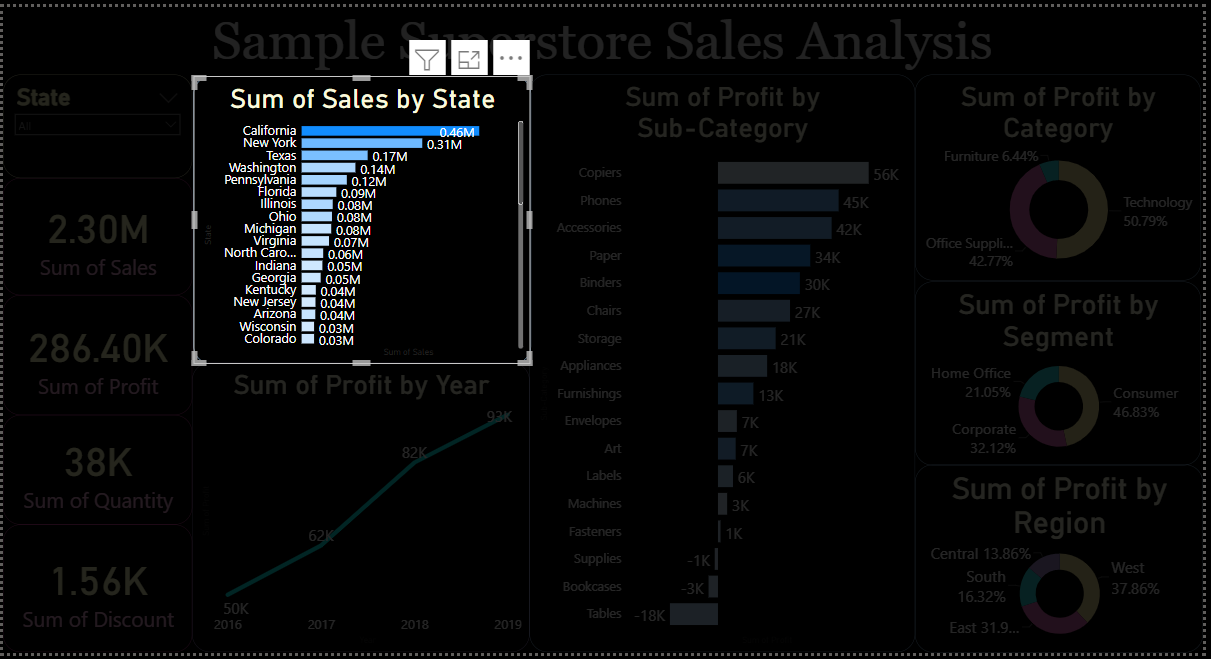 Sample Superstore Sales Analysis
State
All
2.30M
Sum of Sales
286.40K
Sum of Profit
38K
Sum of Quantity
1.56K
Sum of Discount
Sum of Sales by State
State
California 0.46M
New York 0.31M
Texas 0.17M
Washington 0.14M
Pennsylvania 0.12M
Florida 0.09M
Illinois 0.08M
Ohio 0.08M
Michigan 0.08M
Virginia 0.07M
North Caro... 0.06M
Indiana 0.05M
Georgia 0.05M
Kentucky 0.04M
New Jersey 0.04M
Arizona 0.04M
Wisconsin 0.03M
Colorado 0.03M
Sum of Sales
Sum of Profit by Year
93K
82K
62K
50K
2016 2017 2018 2019
Sum of Profit by
Sub-Category
Copiers 56K
Phones 45K
Accessories 42K
Paper 34K
Binders 30K
Chairs 27K
Storage 21K
Appliances 18K
Furnishings 13K
Envelopes 7K
Art 7K
Labels 6K
Machines 3K
Fasteners 1K
Supplies -1K
Bookcases -3K
Tables -18K
Sum of Profit by
Category
Furniture 6.44%
Technology
50.79%
Office Suppli...
42.77%
Sum of Profit by
Segment
Home Office
21.05%
Consumer
46.83%
Corporate
32.12%
Sum of Profit by
Region
Central 13.86%
West
37.86%
South
16.32%
East 31.9...